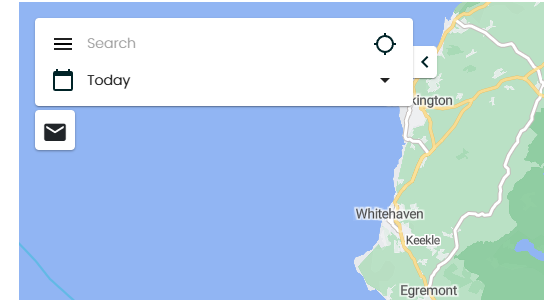 Search
Today
kington
Whitehaven
Keekle
Egremont